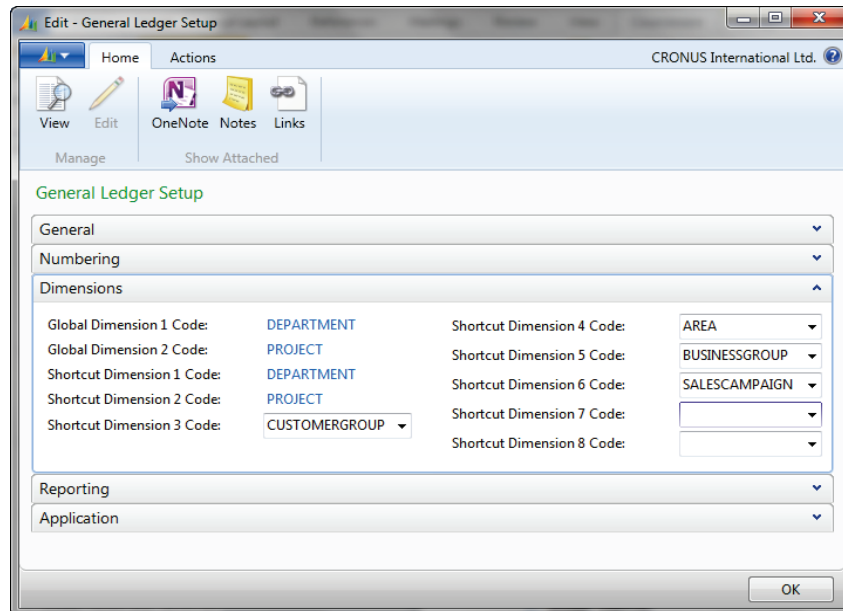 Edit - General Ledger Setup
Home Actions CRONUS International Ltd.
View Edit OneNote Notes Links
Manage Show Attached
General Ledger Setup
General
Numbering
Dimensions
Global Dimension 1 Code: DEPARTMENT
Global Dimension 2 Code: PROJECT
Shortcut Dimension 1 Code: DEPARTMENT
Shortcut Dimension 2 Code: PROJECT
Shortcut Dimension 3 Code: CUSTOMERGROUP
Shortcut Dimension 4 Code: AREA
Shortcut Dimension 5 Code: BUSINESSGROUP
Shortcut Dimension 6 Code: SALESCAMPAIGN
Shortcut Dimension 7 Code:
Shortcut Dimension 8 Code:
Reporting
Application
OK